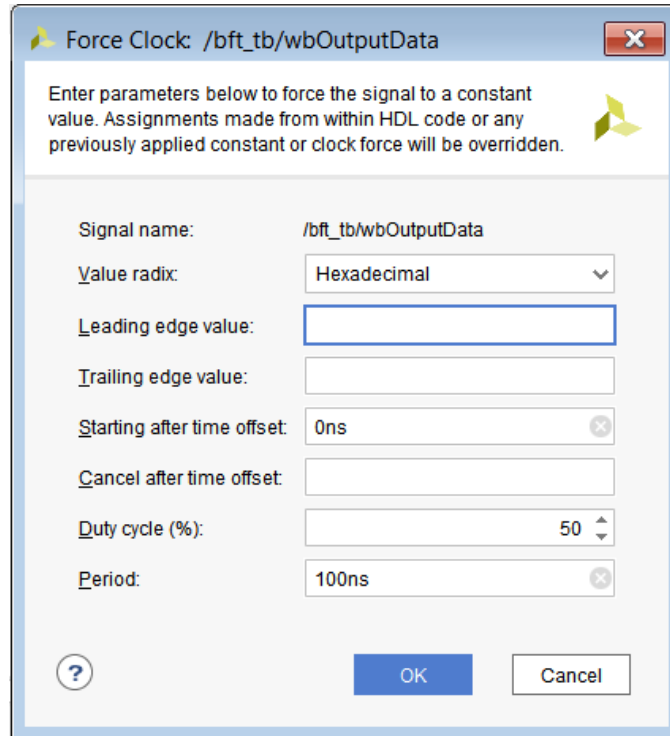 Force Clock: /bft_tb/wbOutputData
Enter parameters below to force the signal to a constant
value. Assignments made from within HDL code or any
previously applied constant or clock force will be overridden.
Signal name: /bft_tb/wbOutputData
Value radix: Hexadecimal
Leading edge value:
Trailing edge value:
Starting after time offset: 0ns
Cancel after time offset:
Duty cycle (%): 50
Period: 100ns
? OK Cancel